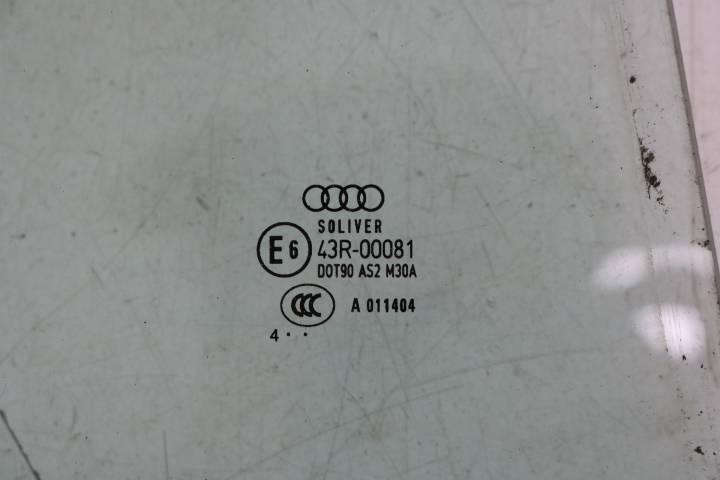 SOLIVER
E6 43R-00081
DOT90 AS2 M30A
CCC A 011404
4 · ·